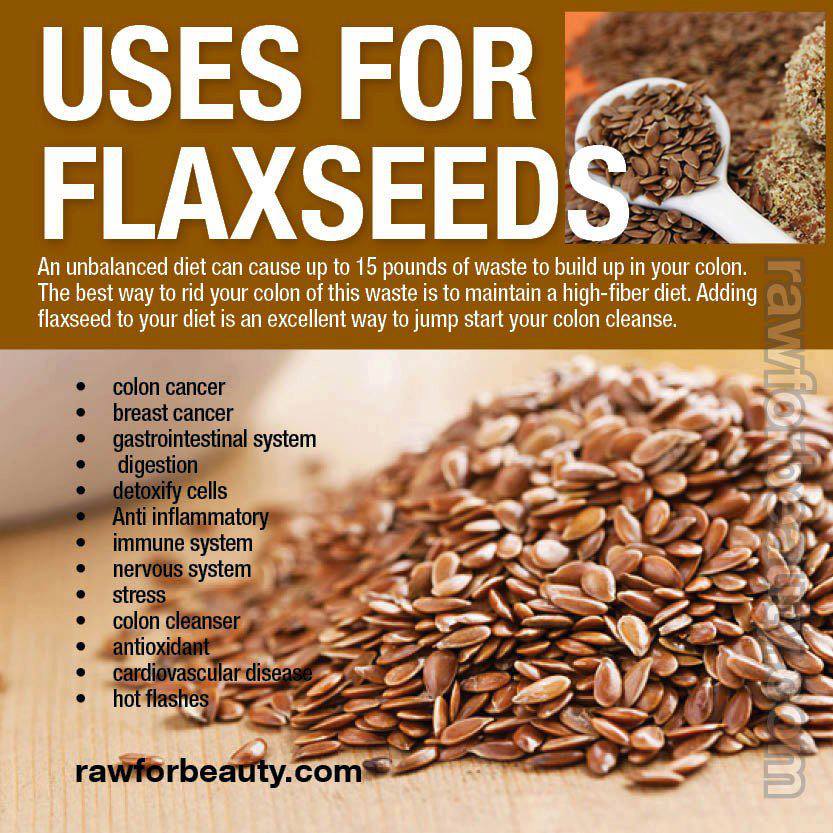 USES FOR
FLAXSEEDS
An unbalanced diet can cause up to 15 pounds of waste to build up in your colon.
The best way to rid your colon of this waste is to maintain a high-fiber diet. Adding
flaxseed to your diet is an excellent way to jump start your colon cleanse.
• colon cancer
• breast cancer
• gastrointestinal system
• digestion
• detoxify cells
• Anti inflammatory
• immune system
• nervous system
• stress
• colon cleanser
• antioxidant
• cardiovascular disease
• hot flashes
rawforbeauty.com
rawforbeauty.com